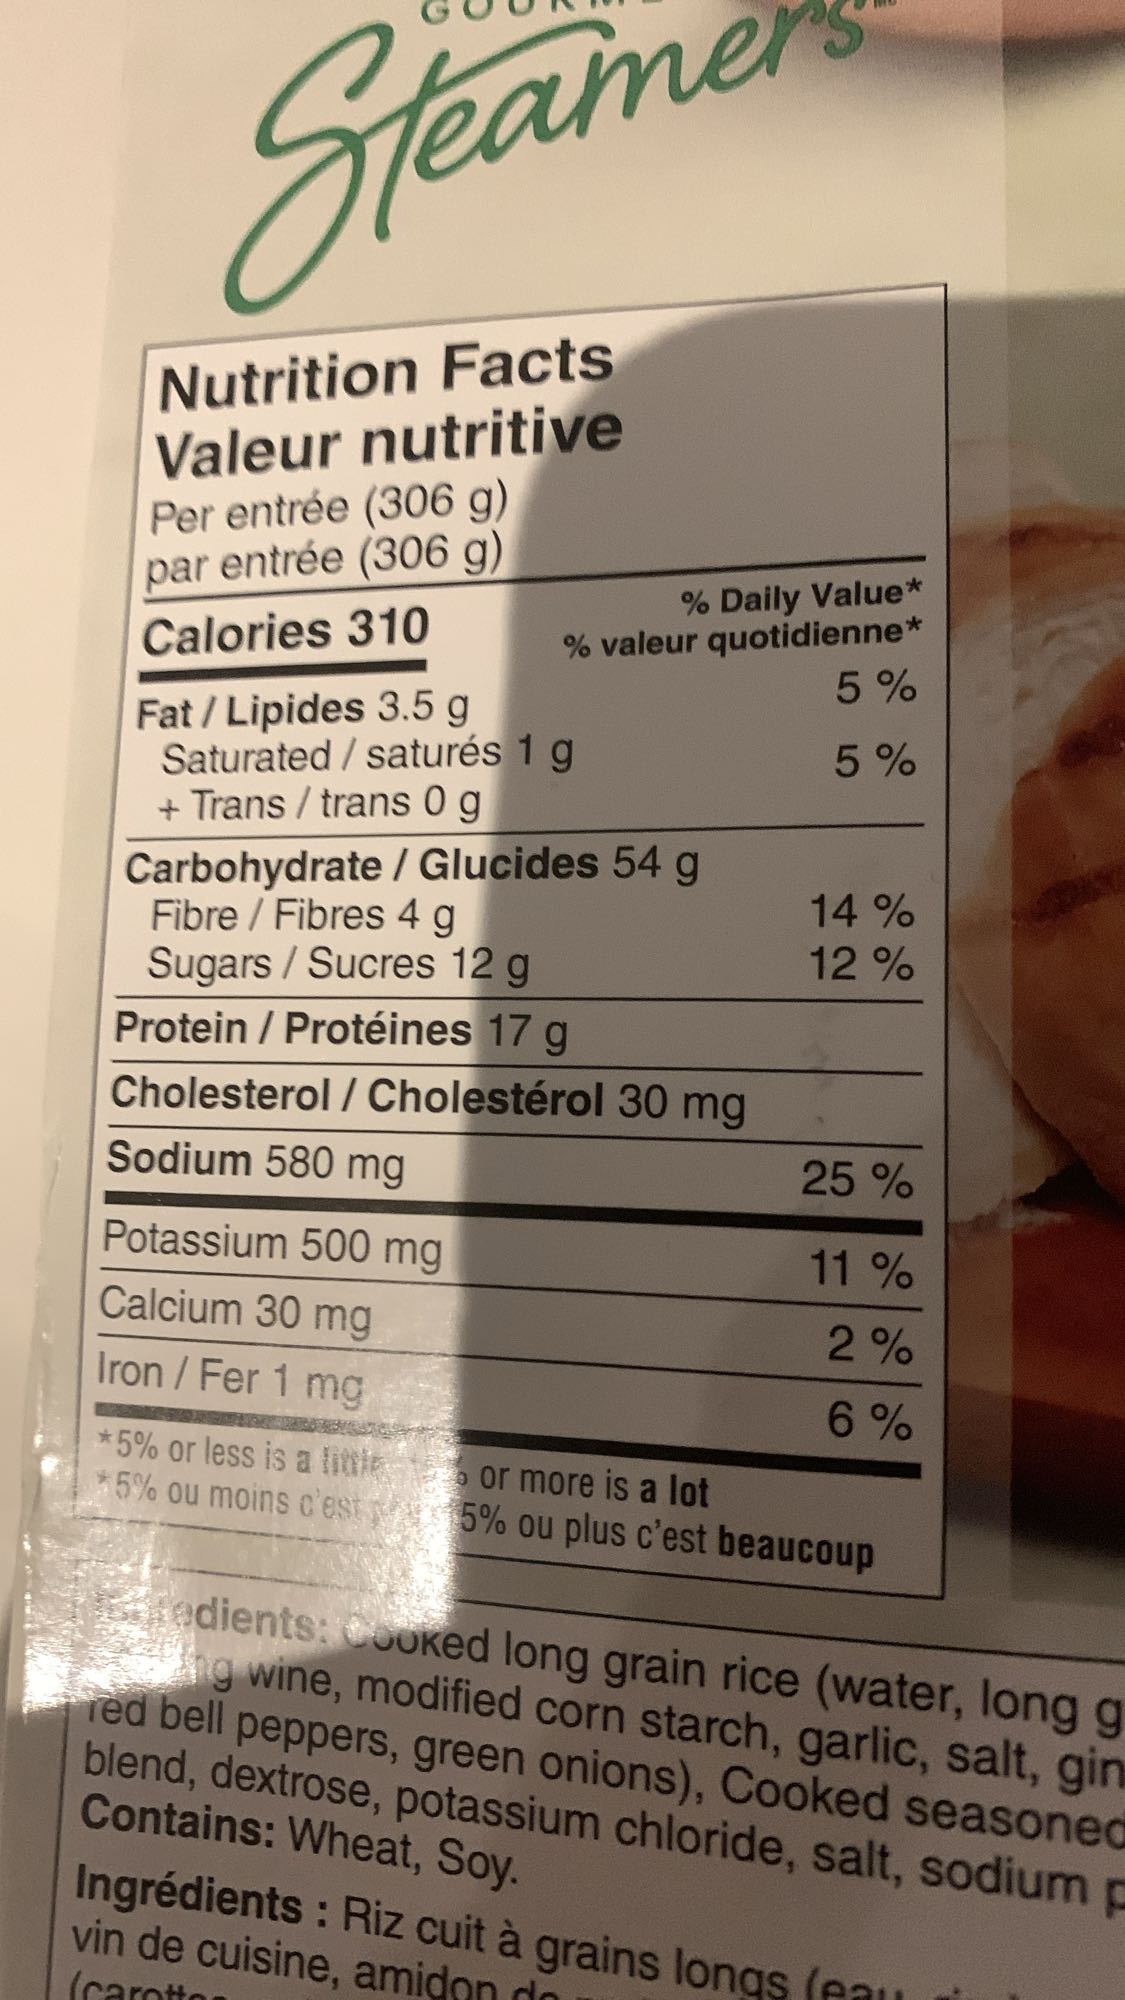 Steamers
Nutrition Facts
Valeur nutritive
Per entrée (306 g)
par entrée (306 g)
% Daily Value*
Calories 310 % valeur quotidienne*
Fat / Lipides 3.5 g 5 %
Saturated / saturés 1 g 5 %
+ Trans / trans 0 g
Carbohydrate / Glucides 54 g
Fibre / Fibres 4 g 14 %
Sugars / Sucres 12 g 12 %
Protein / Protéines 17 g
Cholesterol / Cholestérol 30 mg
Sodium 580 mg 25 %
Potassium 500 mg 11 %
Calcium 30 mg 2 %
Iron / Fer 1 mg 6 %
*5% or less is a little or more is a lot
*5% ou moins c'est 5% ou plus c'est beaucoup
Cooked long grain rice (water, long
wine, modified corn starch, garlic, salt,
red bell peppers, green onions), Cooked seasoned
blend, dextrose, potassium chloride, salt, sodium
Contains: Wheat, Soy.
Ingrédients : Riz cuit à grains longs (eau
vin de cuisine, amidon de